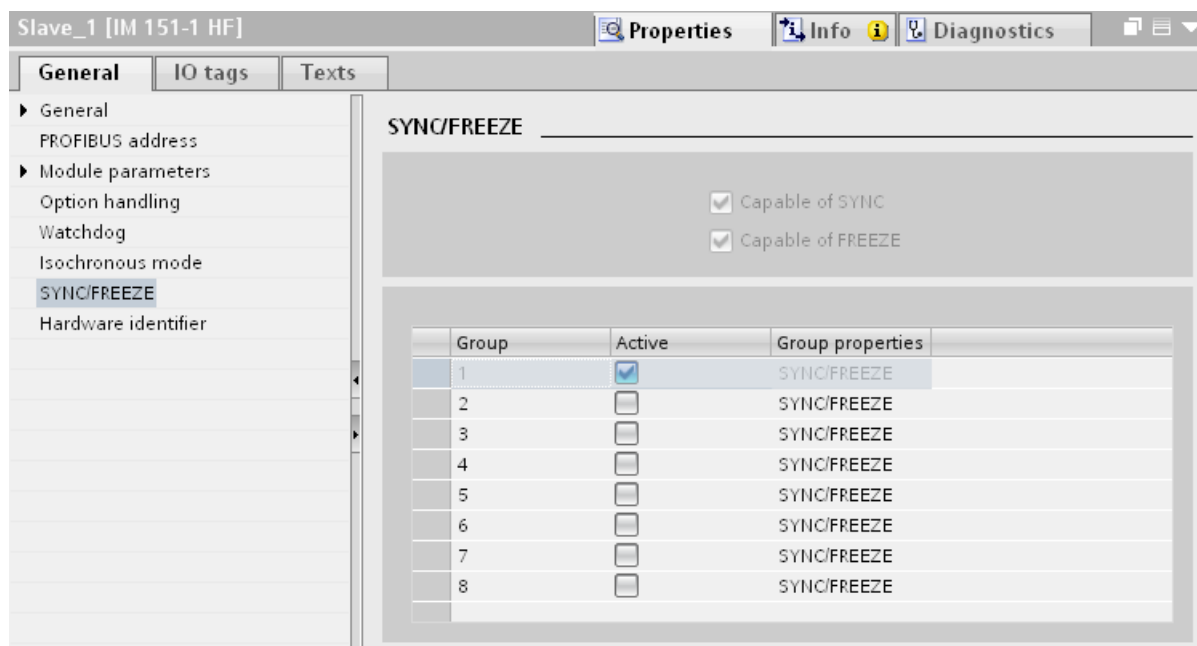 Slave_1 [IM 151-1 HF] Properties Info Diagnostics
General IO tags Texts
General
PROFIBUS address
Module parameters
Option handling
Watchdog
Isochronous mode
SYNC/FREEZE
Hardware identifier
SYNC/FREEZE
Capable of SYNC
Capable of FREEZE
Group Active Group properties
1 SYNC/FREEZE
2 SYNC/FREEZE
3 SYNC/FREEZE
4 SYNC/FREEZE
5 SYNC/FREEZE
6 SYNC/FREEZE
7 SYNC/FREEZE
8 SYNC/FREEZE